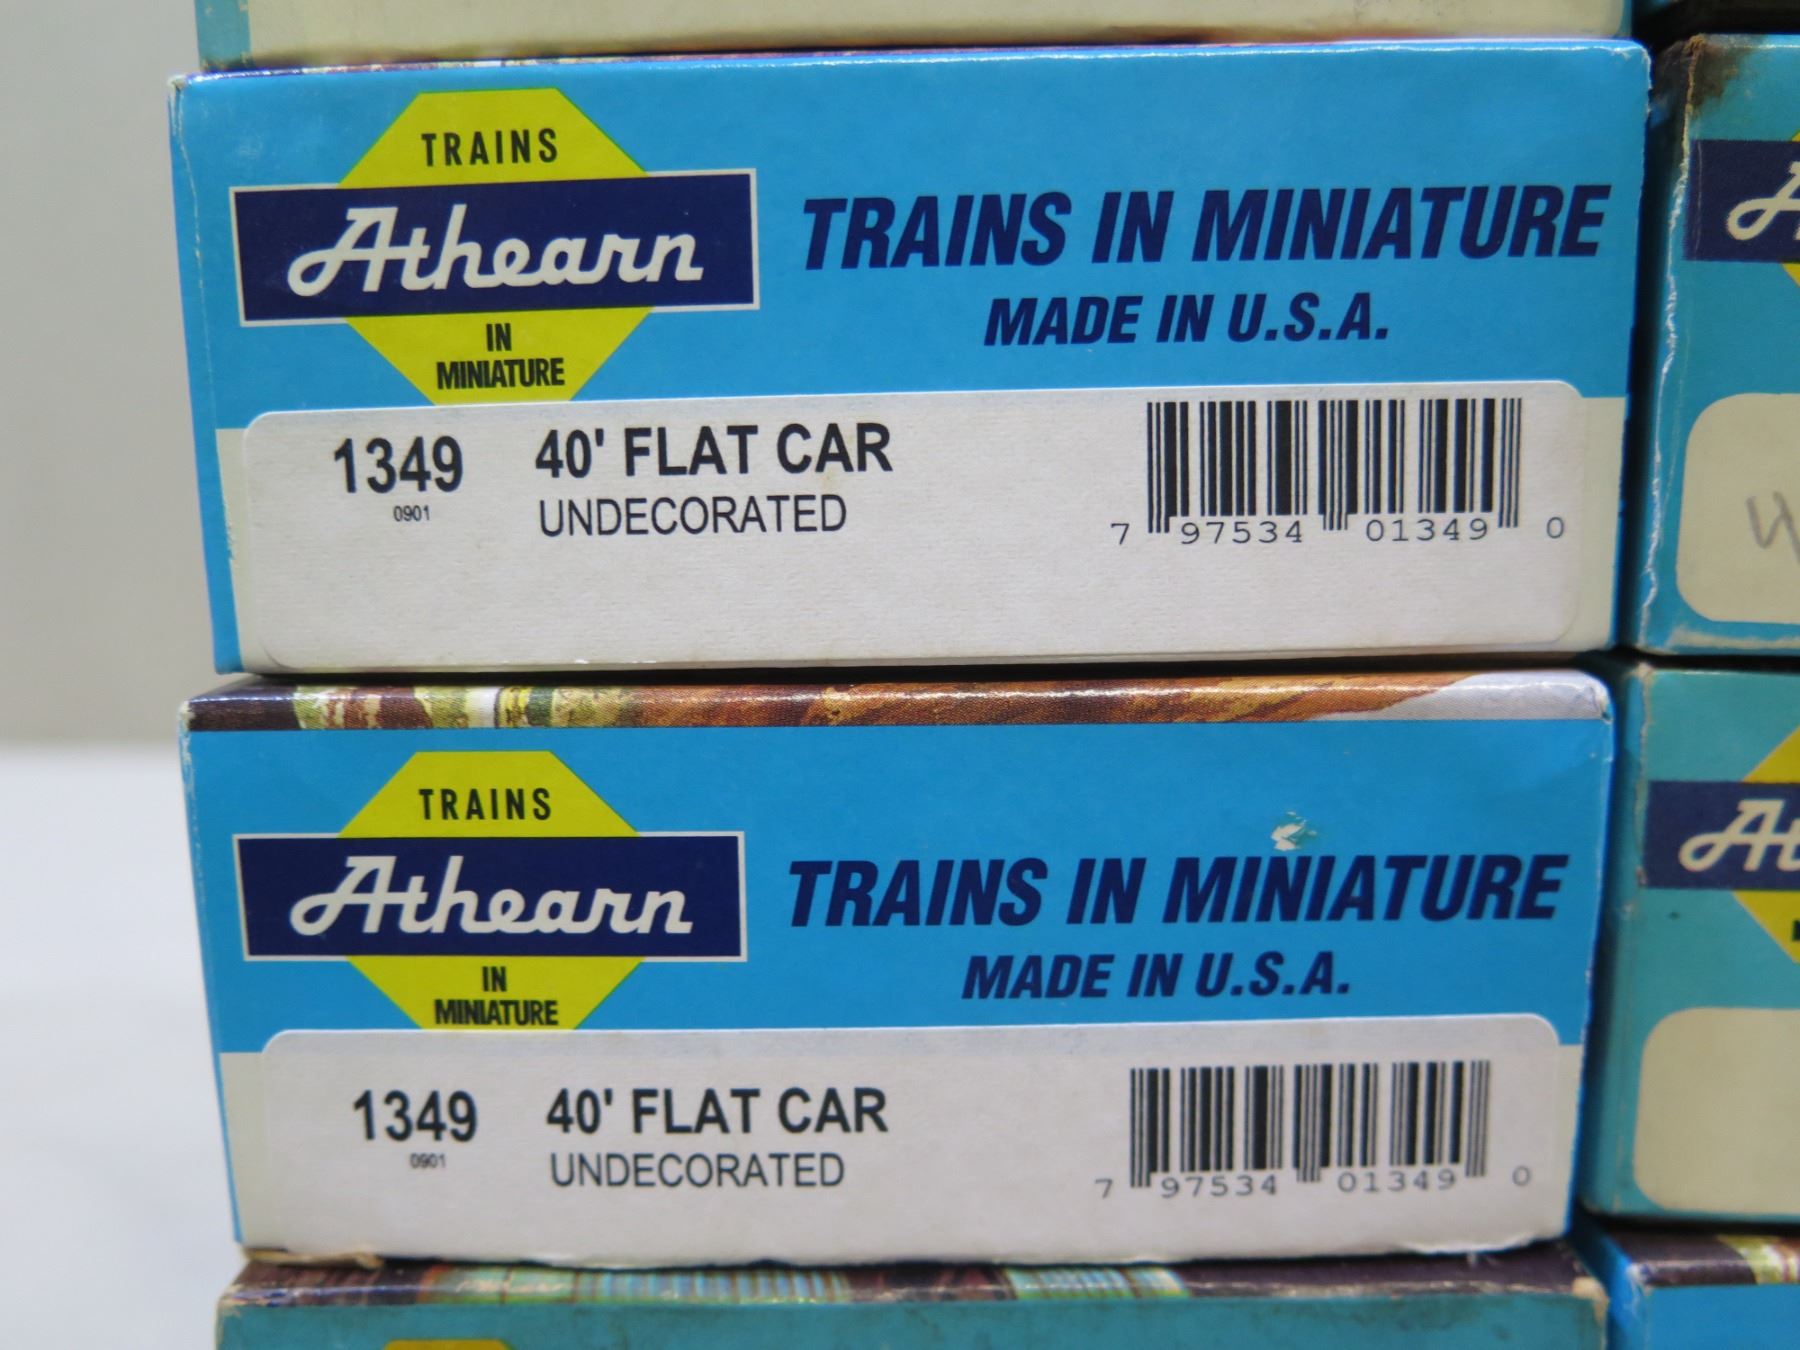 TRAINS
Athearn
IN
MINIATURE
TRAINS IN MINIATURE
MADE IN U.S.A.
1349 40' FLAT CAR
0901 UNDECORATED
7 97534 01349 0
TRAINS
Athearn
IN
MINIATURE
TRAINS IN MINIATURE
MADE IN U.S.A.
1349 40' FLAT CAR
0901 UNDECORATED
7 97534 01349 0